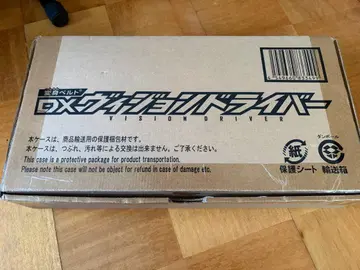 変身ベルト
DXヴィジョンドライバー
VISION DRIVER
本ケースは、商品輸送用の保護梱包材です。
本ケースは、つぶれ、汚れ等による交換は出来ません。ご了承ください。
This case is a protective package for product transportation.
Please note this case will not be object for refund in case of damage etc.
紙
保護シート
ダンボール
輸送箱